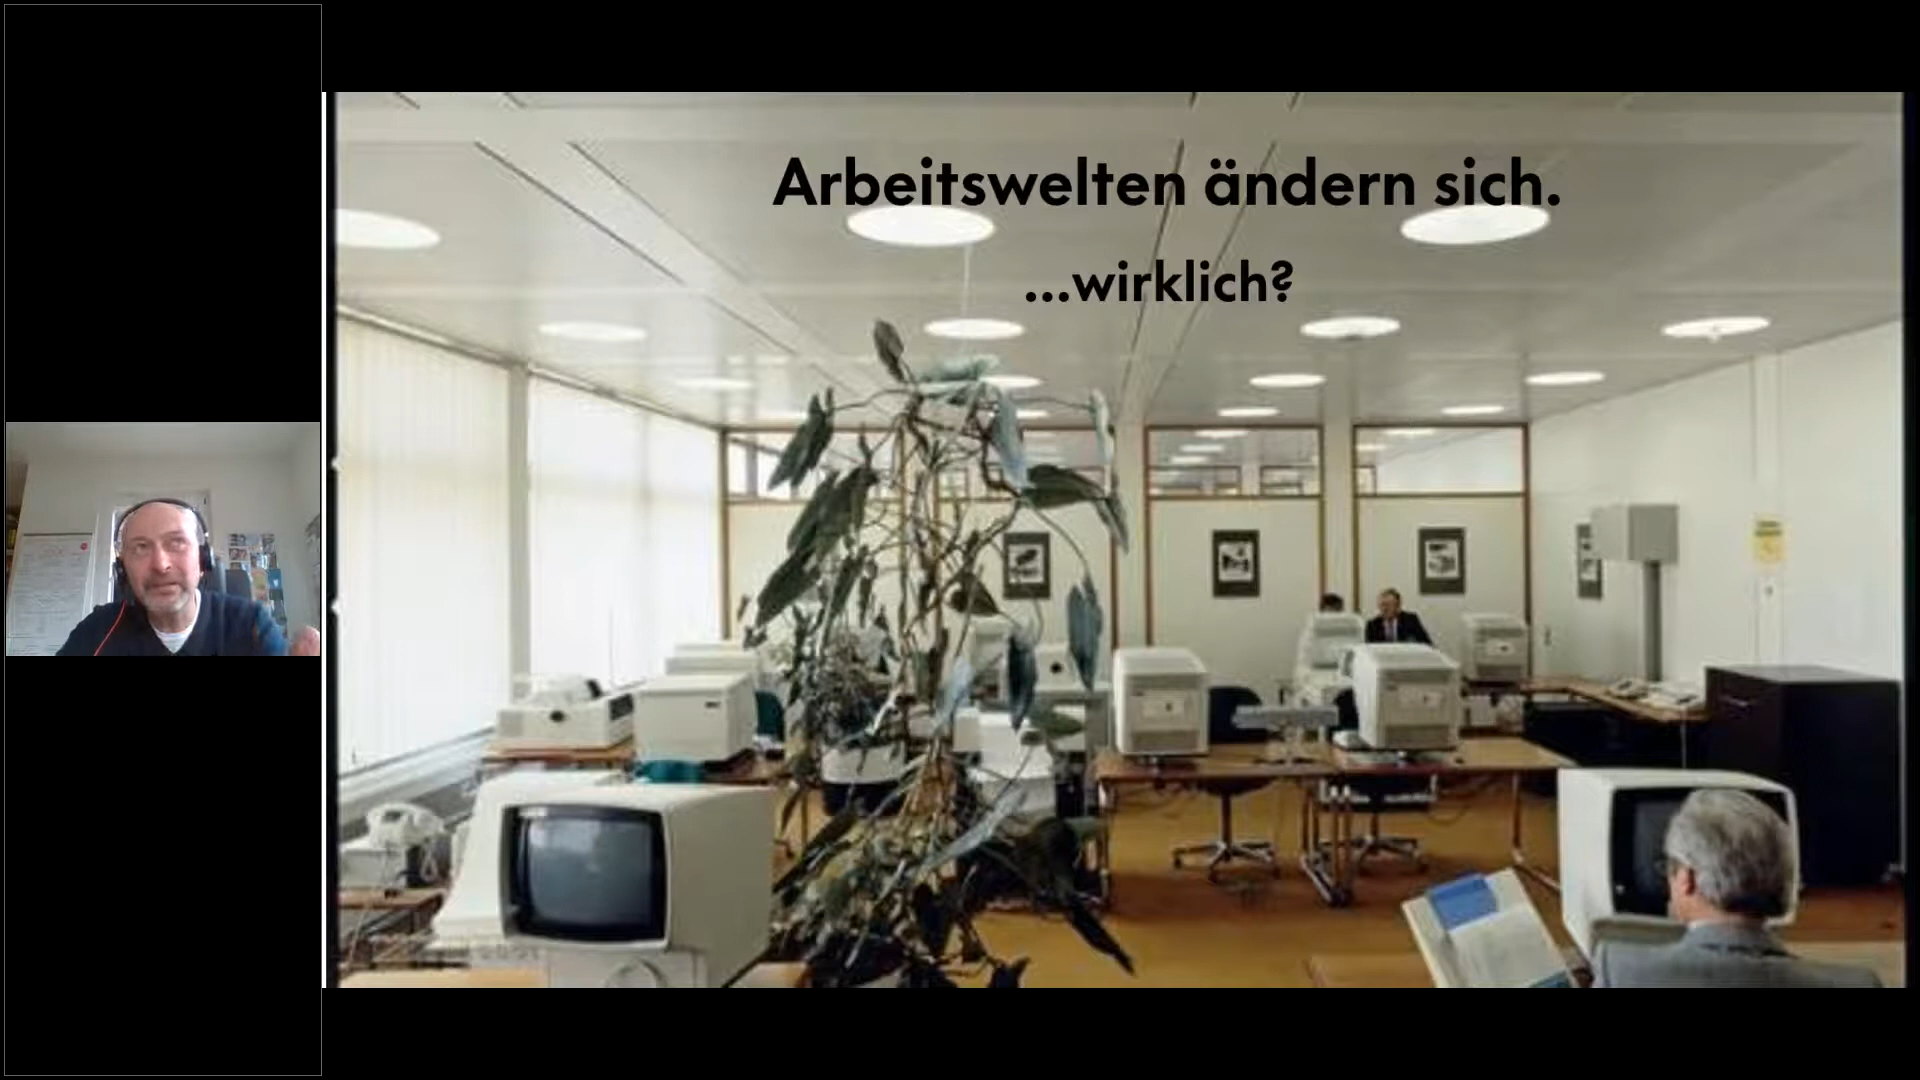 Arbeitswelten ändern sich.
...wirklich?